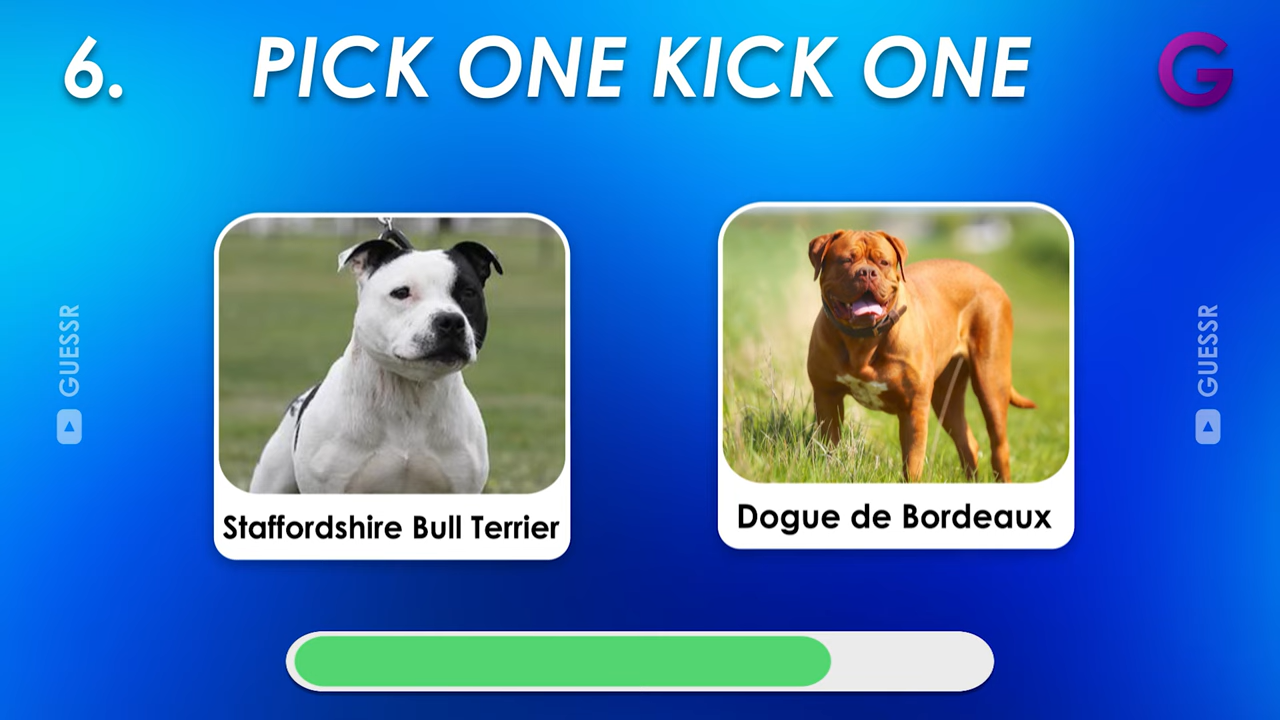 6.
PICK ONE KICK ONE
G
GUESSR
Staffordshire Bull Terrier
Dogue de Bordeaux
GUESSR